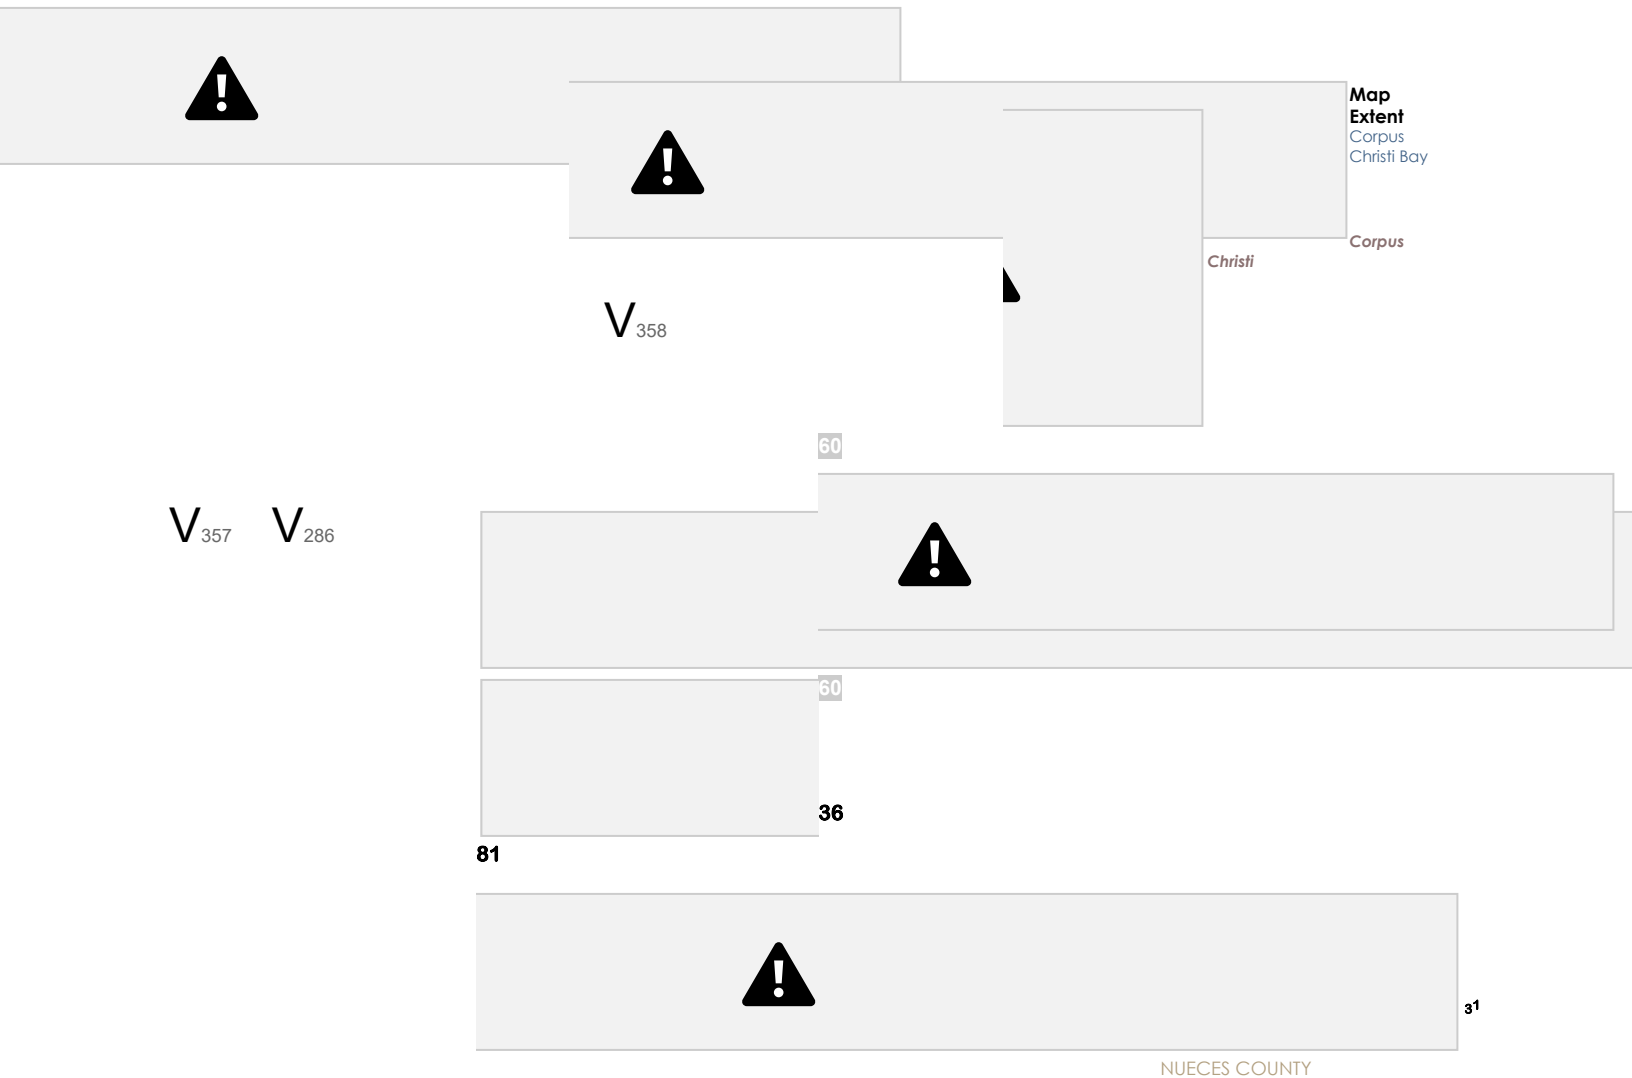 Map
Extent
Corpus
Christi Bay
Corpus
Christi
V358
60
V357 V286
60
36
81
31
NUECES COUNTY